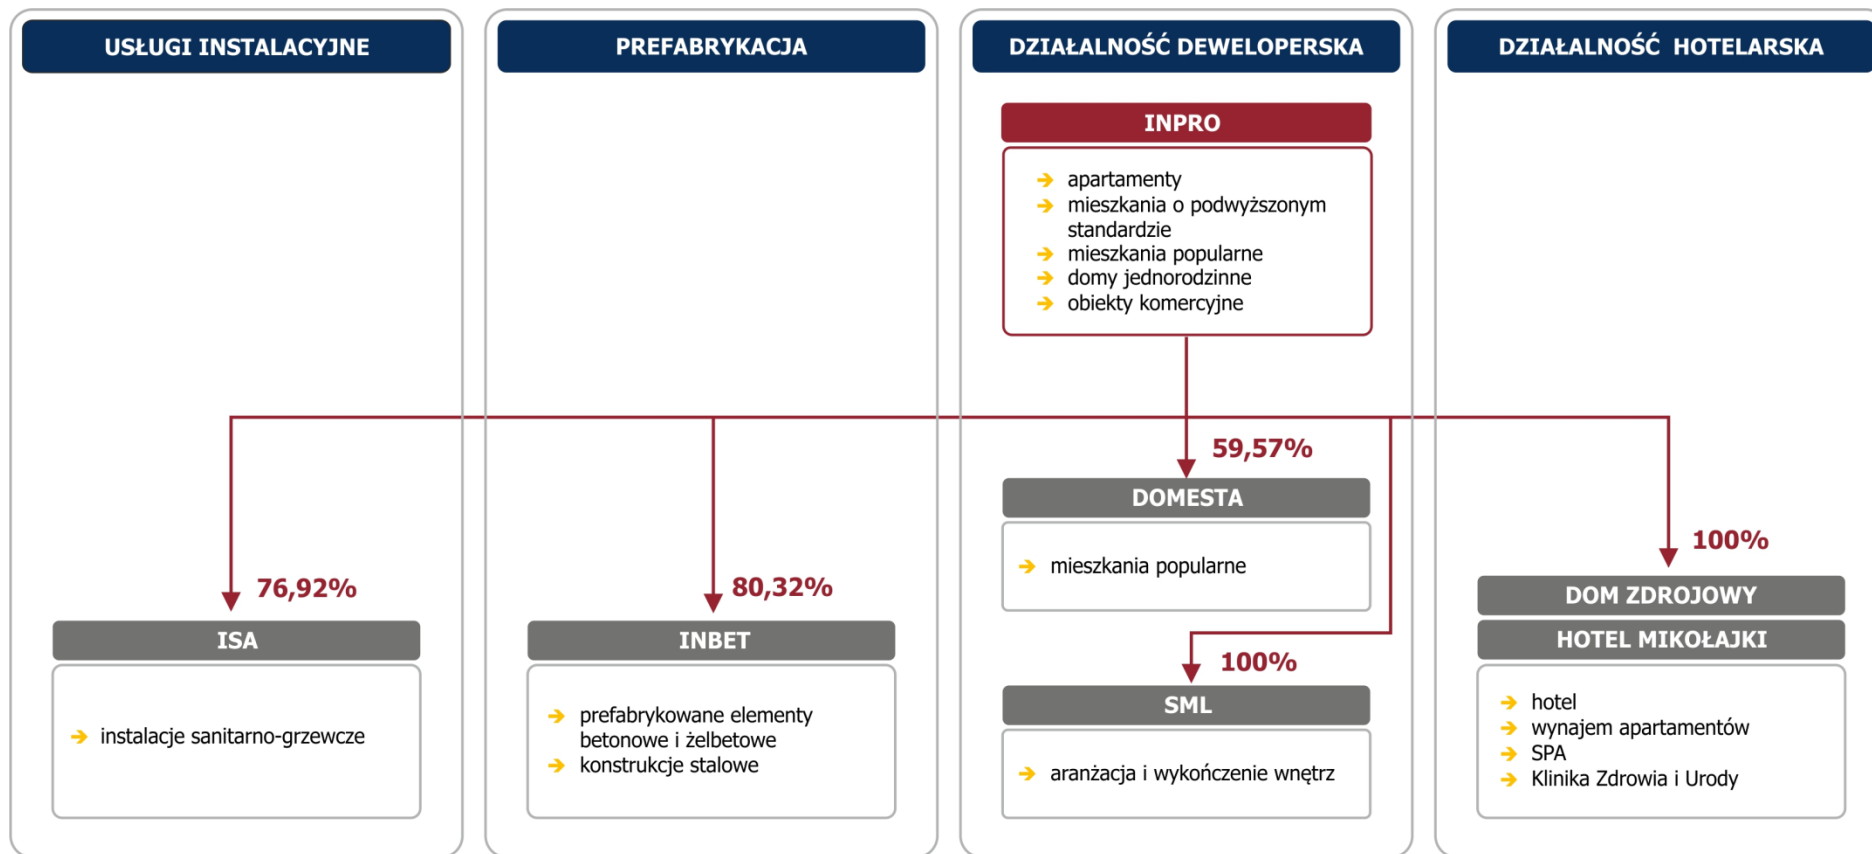 USŁUGI INSTALACYJNE
PREFABRYKACJA
DZIAŁALNOŚĆ DEWELOPERSKA
DZIAŁALNOŚĆ HOTELARSKA
INPRO
apartamenty
mieszkania o podwyższonym
standardzie
mieszkania popularne
domy jednorodzinne
obiekty komercyjne
76,92%
ISA
instalacje sanitarno-grzewcze
80,32%
INBET
prefabrykowane elementy
betonowe i żelbetowe
konstrukcje stalowe
59,57%
DOMESTA
mieszkania popularne
100%
SML
aranżacja i wykończenie wnętrz
100%
DOM ZDROJOWY
HOTEL MIKOŁAJKI
hotel
wynajem apartamentów
SPA
Klinika Zdrowia i Urody